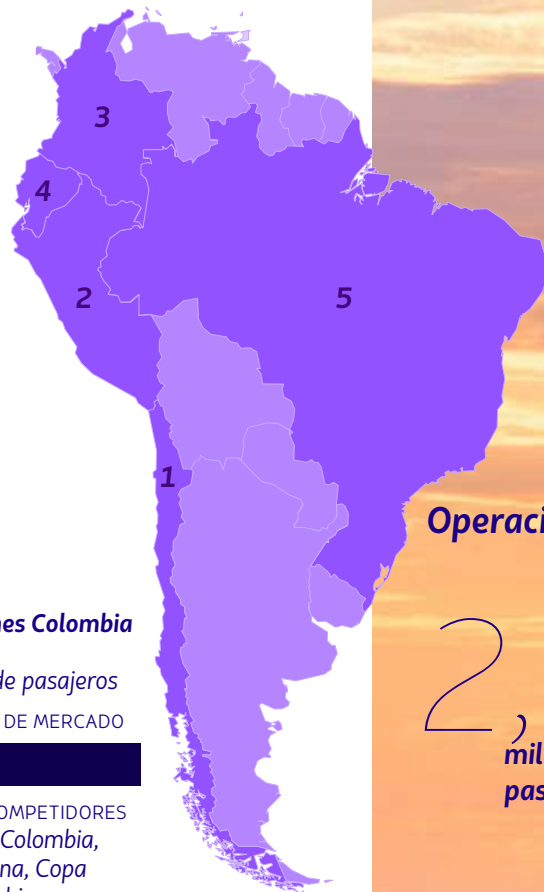 3
4
2
5
1
Operaci
nes Colombia
de pasajeros
DE MERCADO
OMPETIDORES
Colombia,
na, Copa
2,
mil
pas